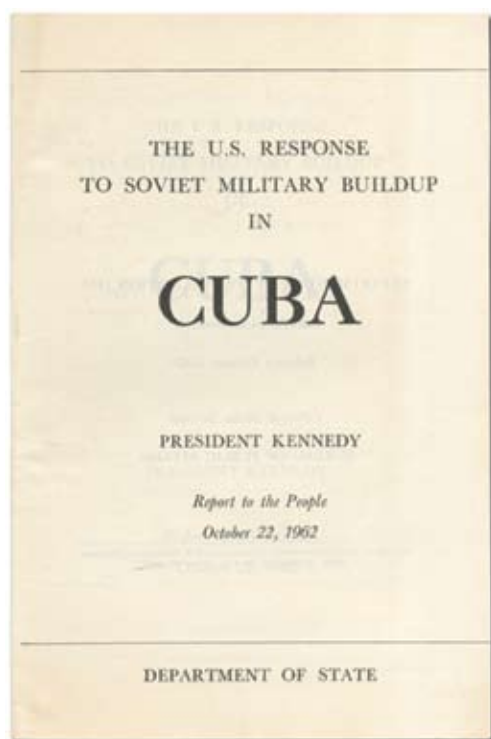 THE U.S. RESPONSE
TO SOVIET MILITARY BUILDUP
IN
CUBA
PRESIDENT KENNEDY
Report to the People
October 22, 1962
DEPARTMENT OF STATE